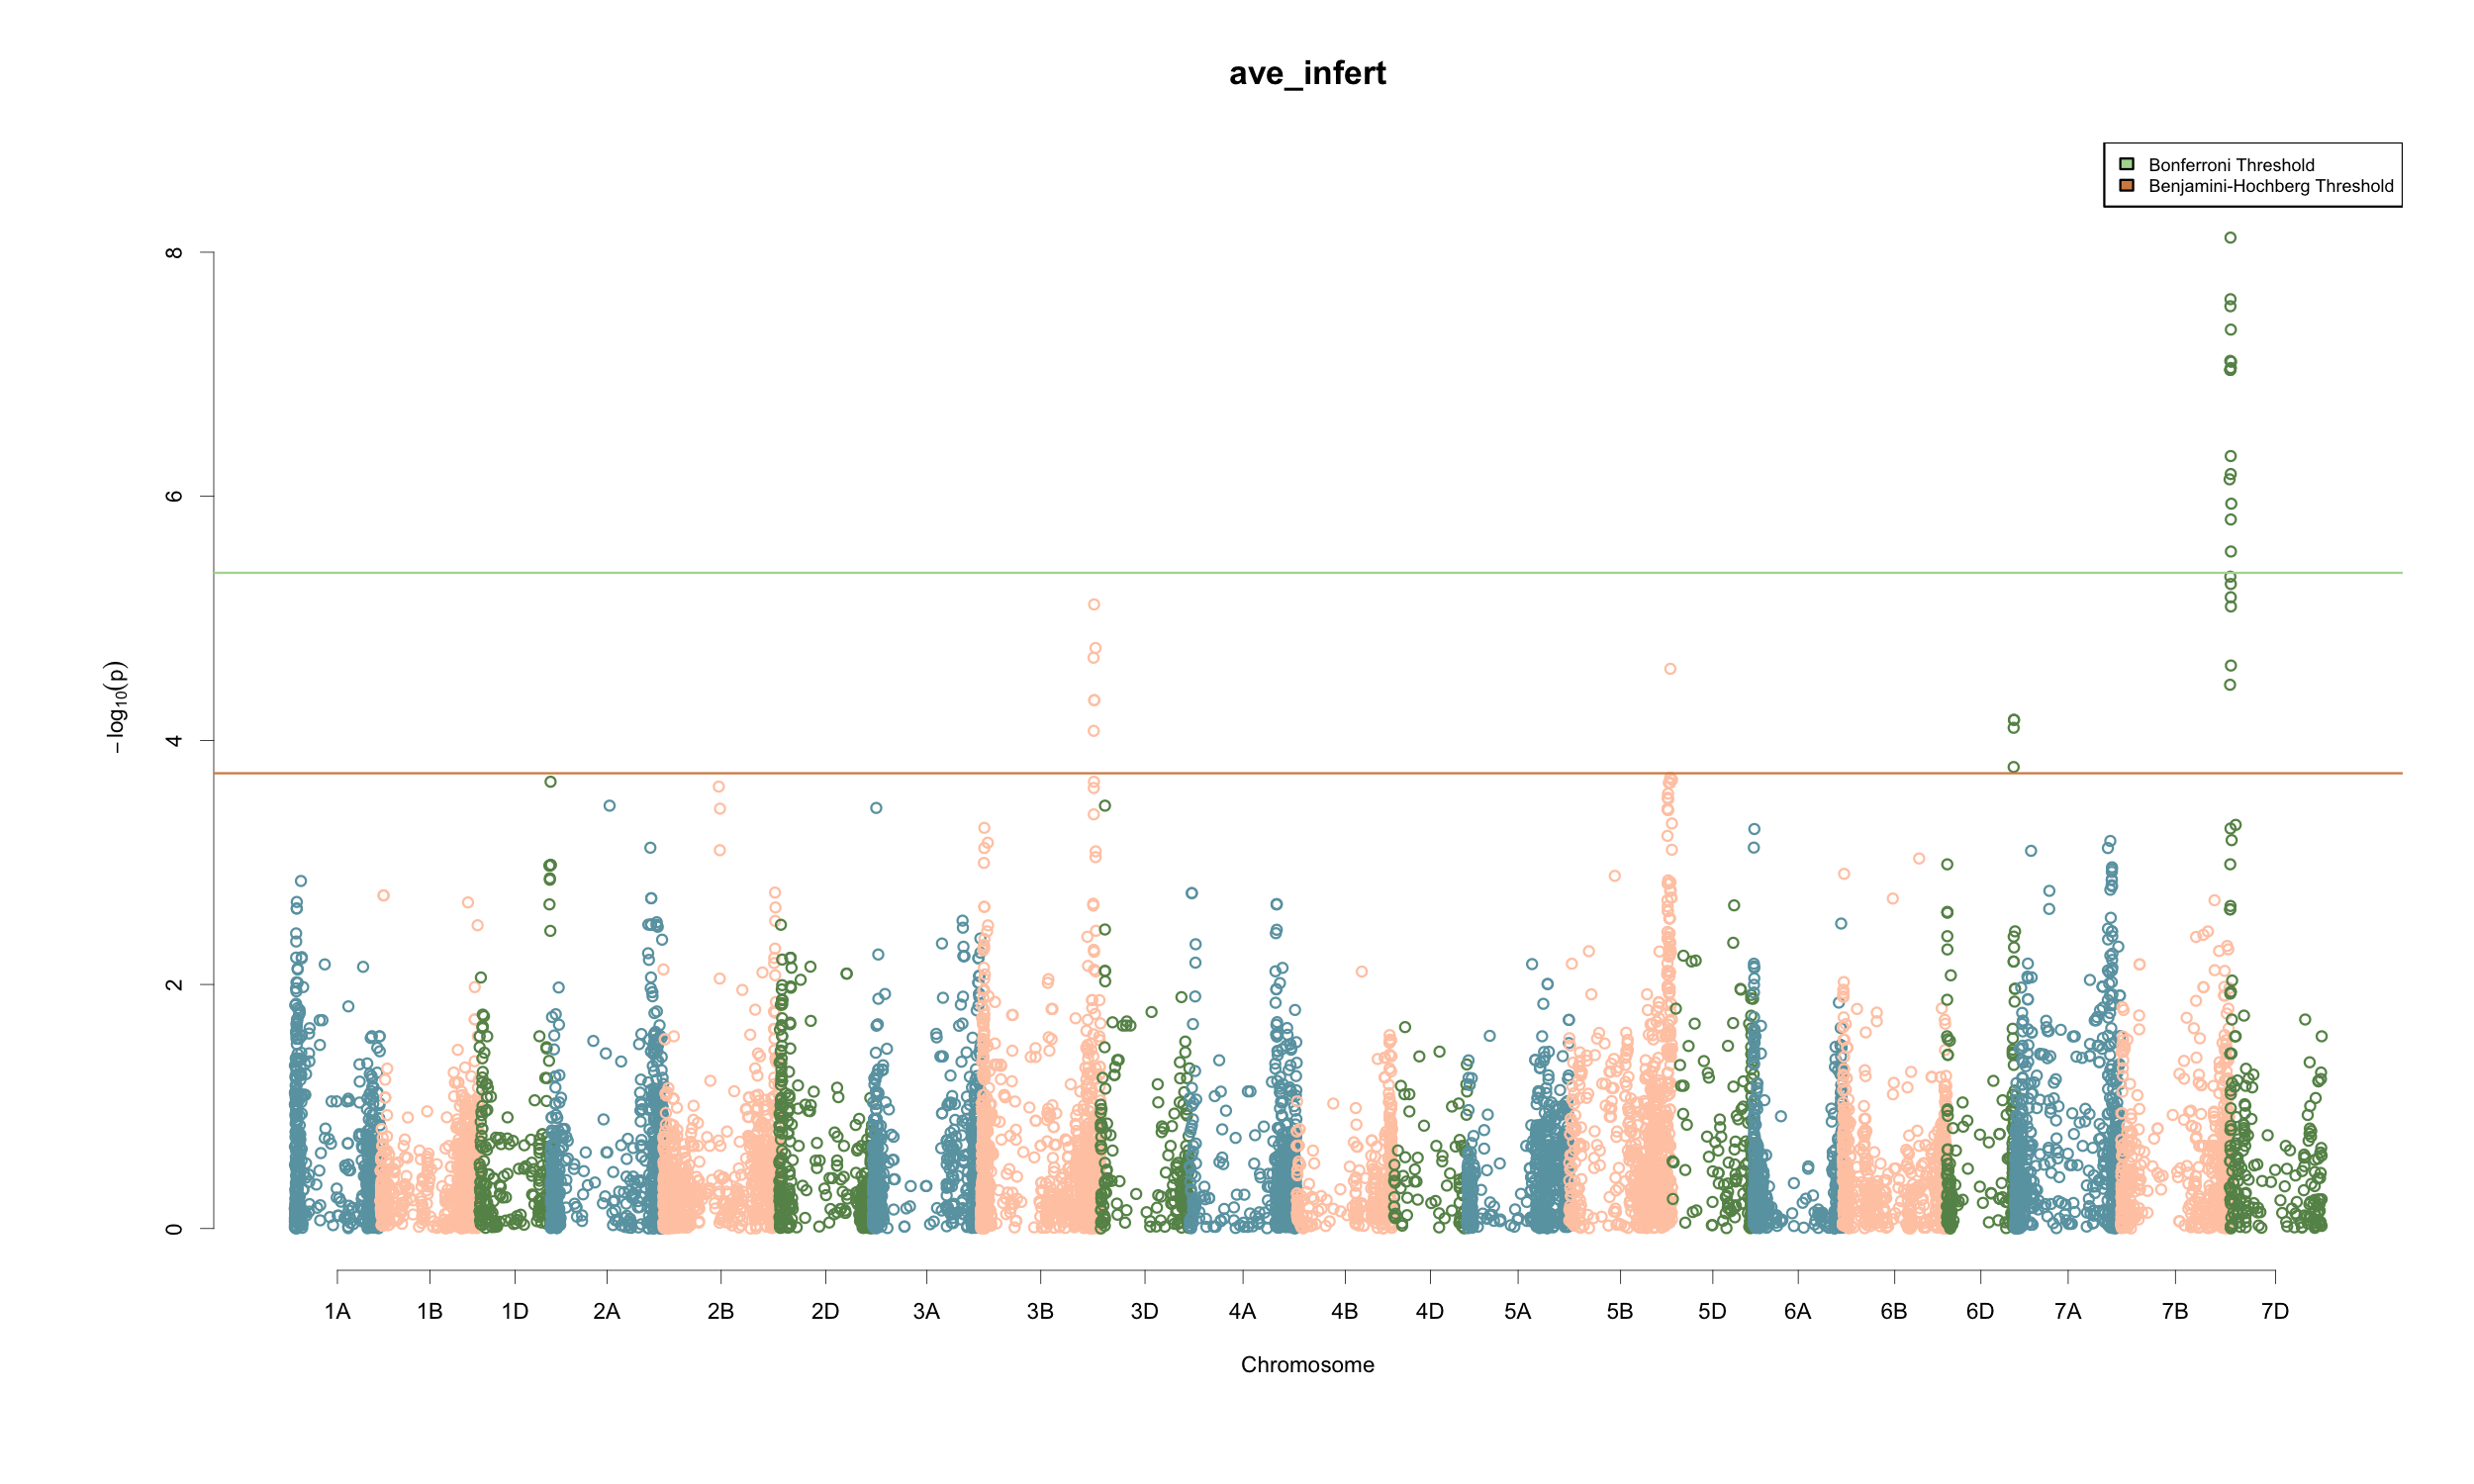 ave_infert
Bonferroni Threshold
Benjamini-Hochberg Threshold
8
6
4
2
0
−log10(p)
1A 1B 1D 2A 2B 2D 3A 3B 3D 4A 4B 4D 5A 5B 5D 6A 6B 6D 7A 7B 7D
Chromosome